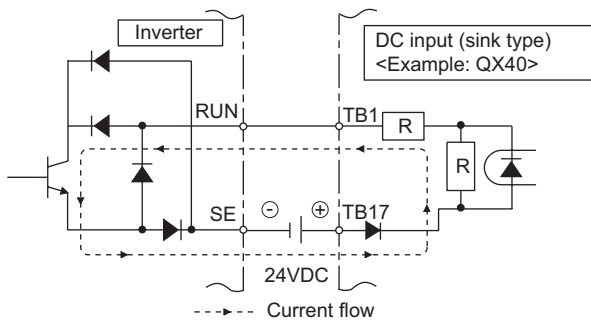 Inverter
DC input (sink type)
<Example: QX40>
RUN
TB1
R
R
SE
⊖
⊕
TB17
24VDC
Current flow